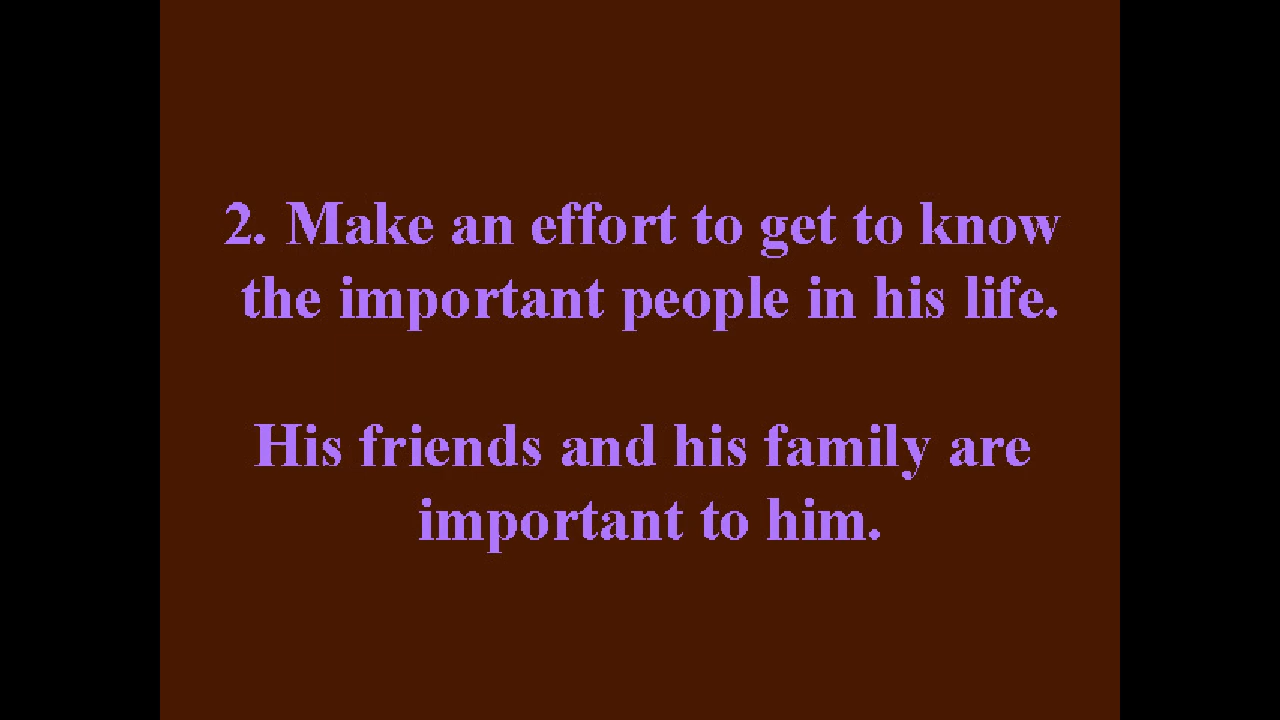 2. Make an effort to get to know
the important people in his life.
His friends and his family are
important to him.